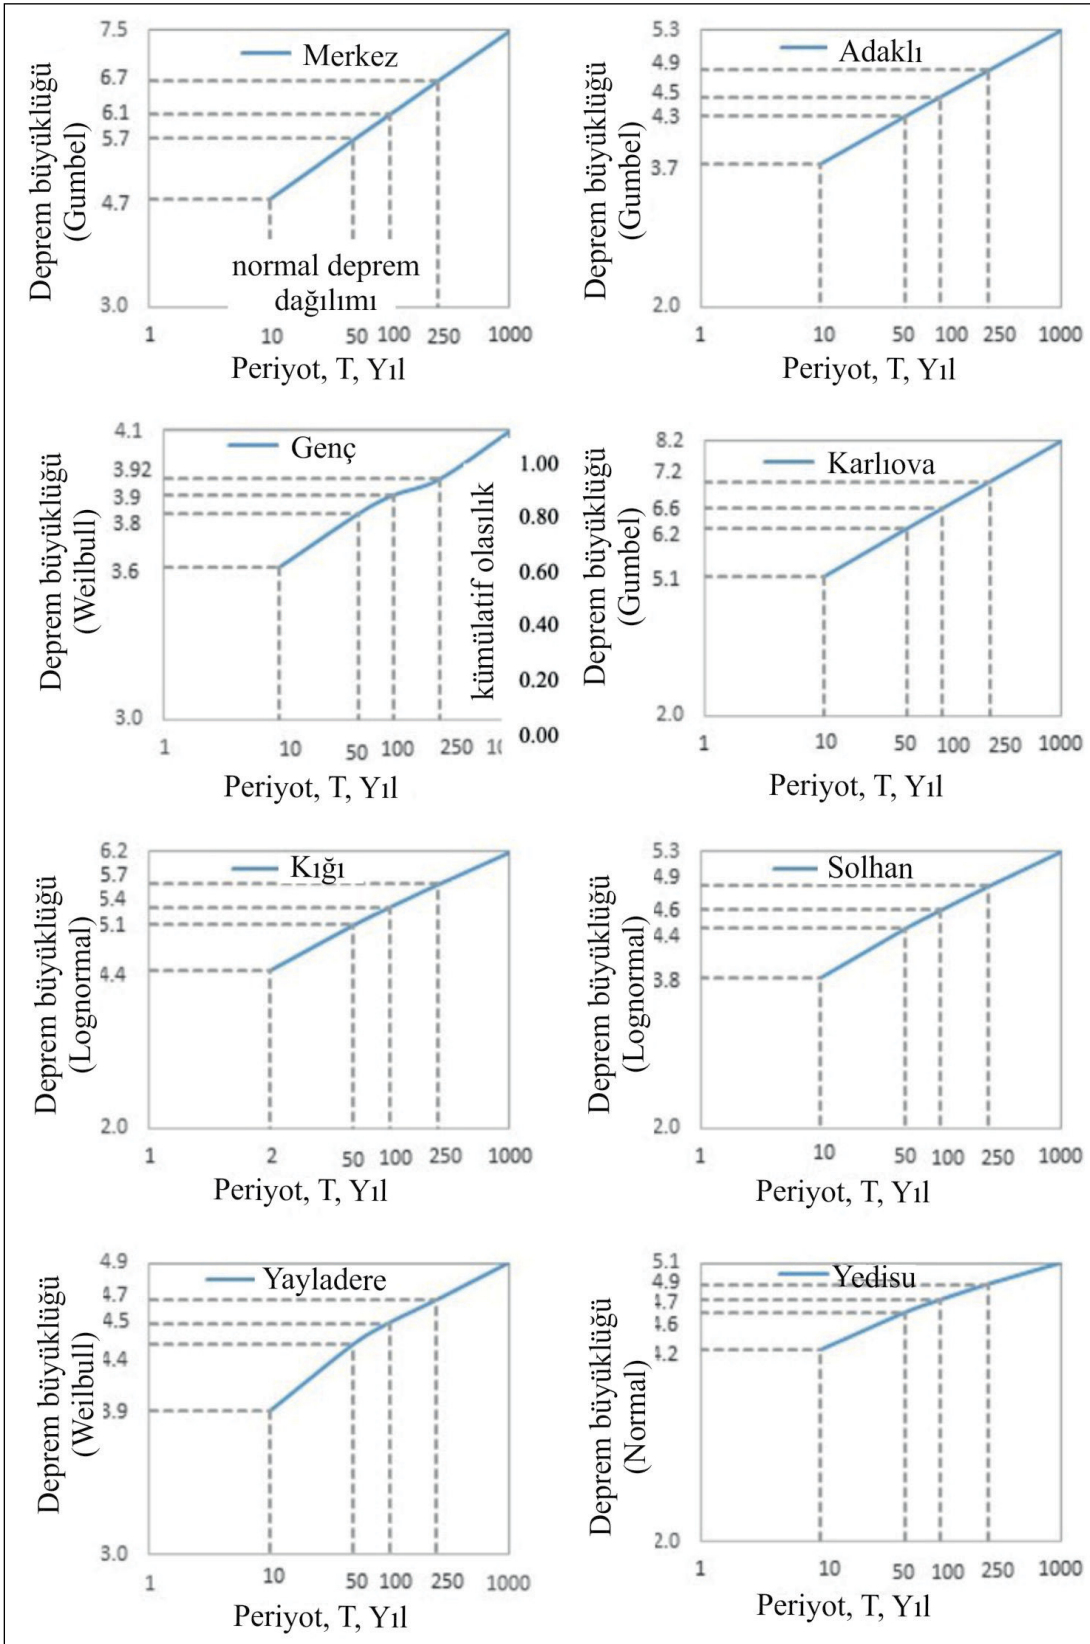 7.5
6.7
6.1
5.7
4.7
3.0
Deprem büyüklüğü
(Gumbel)
Merkez
normal deprem
dağılımı
1 10 50 100 250 1000
Periyot, T, Yıl
5.3
4.9
4.5
4.3
3.7
2.0
Deprem büyüklüğü
(Gumbel)
Adaklı
1 10 50 100 250 1000
Periyot, T, Yıl
4.1
3.92
3.9
3.8
3.6
3.0
Deprem büyüklüğü
(Weilbull)
Genç
1 10 50 100 250
Periyot, T, Yıl
kümülatif olasılık
1.00
0.80
0.60
0.40
0.20
0.00
8.2
7.2
6.6
6.2
5.1
2.0
Deprem büyüklüğü
(Gumbel)
Karlıova
1 10 50 100 250 1000
Periyot, T, Yıl
6.2
5.7
5.4
5.1
4.4
2.0
Deprem büyüklüğü
(Lognormal)
Kığı
1 2 50 100 250 1000
Periyot, T, Yıl
5.3
4.9
4.6
4.4
3.8
2.0
Deprem büyüklüğü
(Lognormal)
Solhan
1 10 50 100 250 1000
Periyot, T, Yıl
4.9
4.7
4.5
4.4
3.9
3.0
Deprem büyüklüğü
(Weilbull)
Yayladere
1 10 50 100 250 1000
Periyot, T, Yıl
5.1
4.9
4.7
4.6
4.2
2.0
Deprem büyüklüğü
(Normal)
Yedisu
1 10 50 100 250 1000
Periyot, T, Yıl